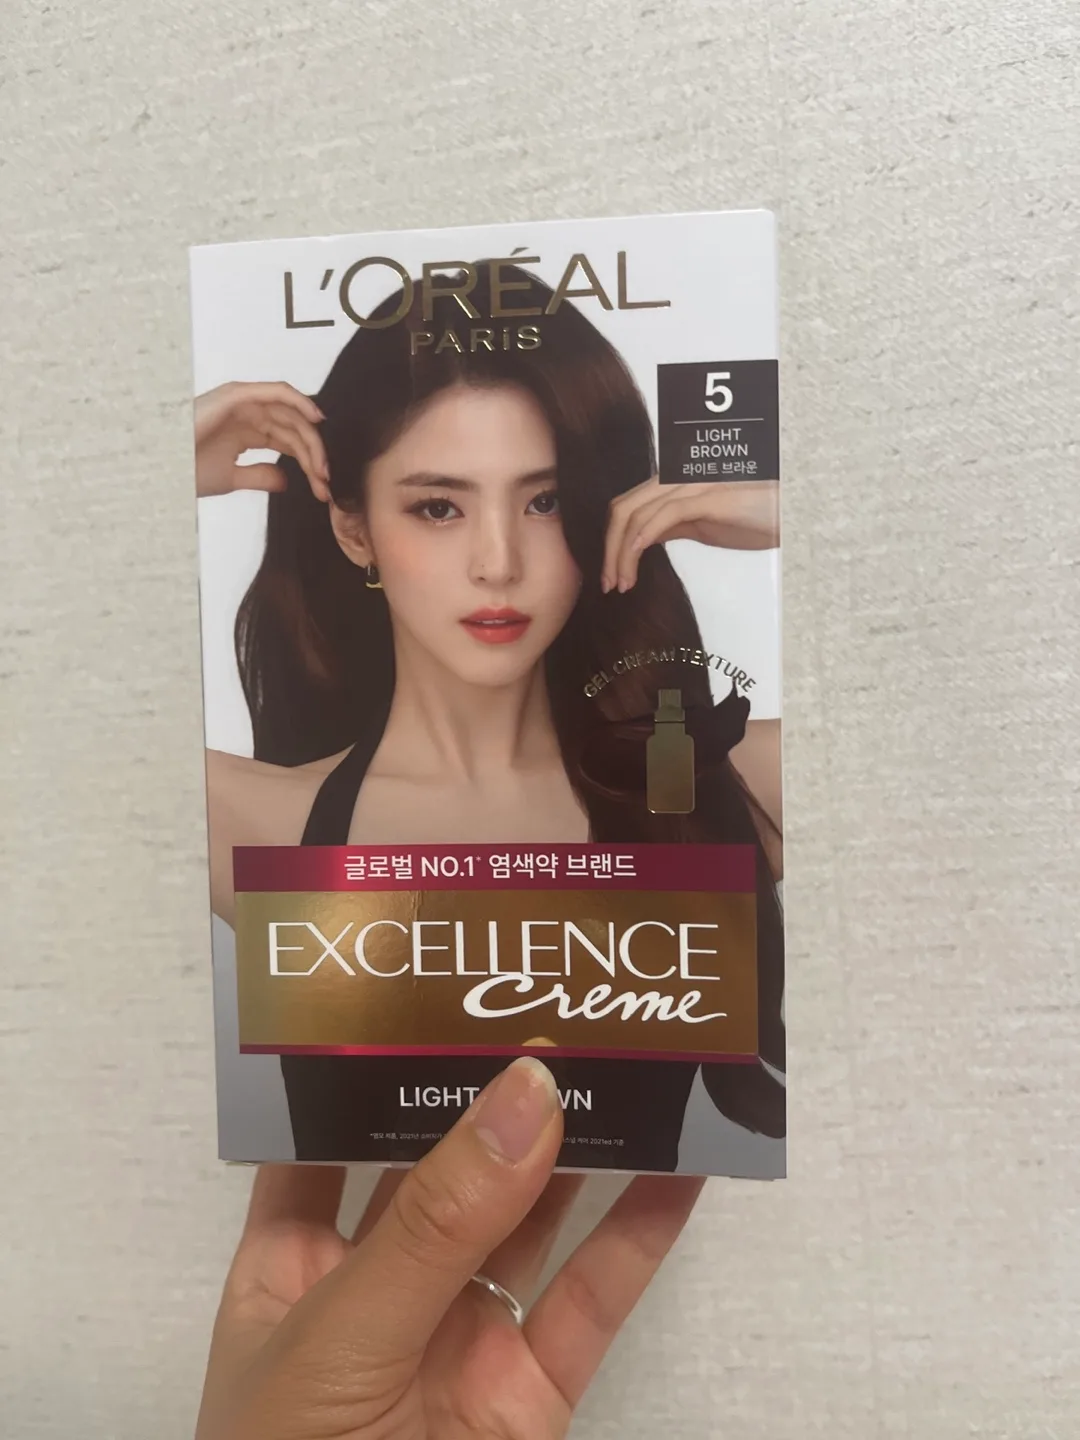 L'ORÉAL
PARIS
5
LIGHT
BROWN
라이트 브라운
GEL CREAM TEXTURE
글로벌 NO.1* 염색약 브랜드
EXCELLENCE
Creme
LIGHT WN